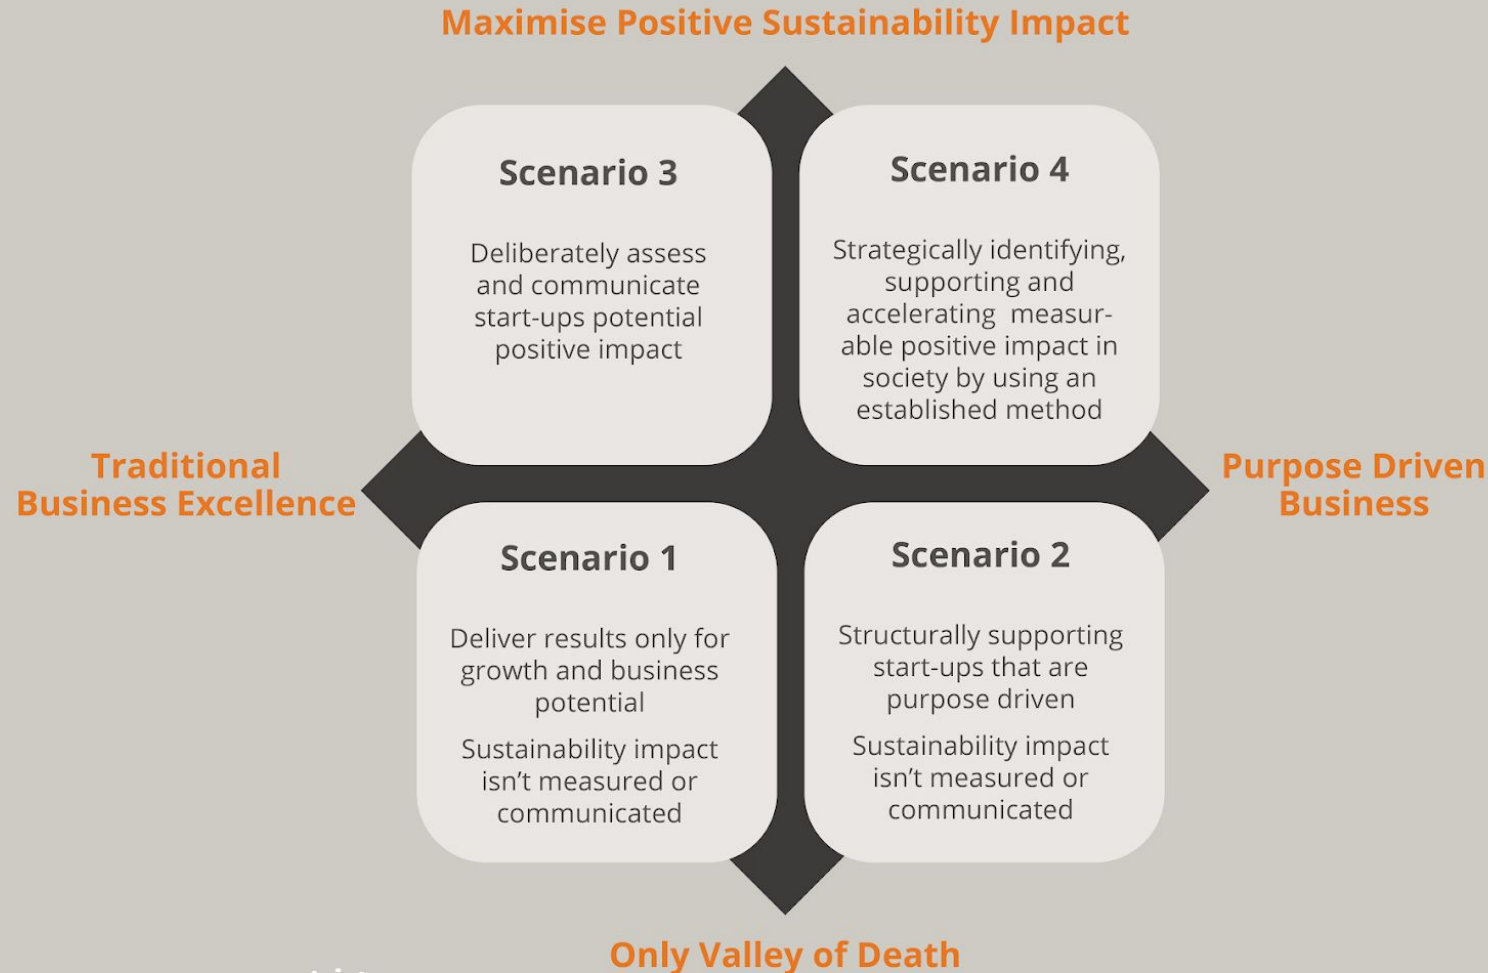 Maximise Positive Sustainability Impact
Scenario 3
Deliberately assess
and communicate
start-ups potential
positive impact
Scenario 4
Strategically identifying,
supporting and
accelerating  measur-
able positive impact in
society by using an
established method
Traditional
Business Excellence
Purpose Driven
Business
Scenario 1
Deliver results only for
growth and business
potential
Sustainability impact
isn’t measured or
communicated
Scenario 2
Structurally supporting
start-ups that are
purpose driven
Sustainability impact
isn’t measured or
communicated
Only Valley of Death